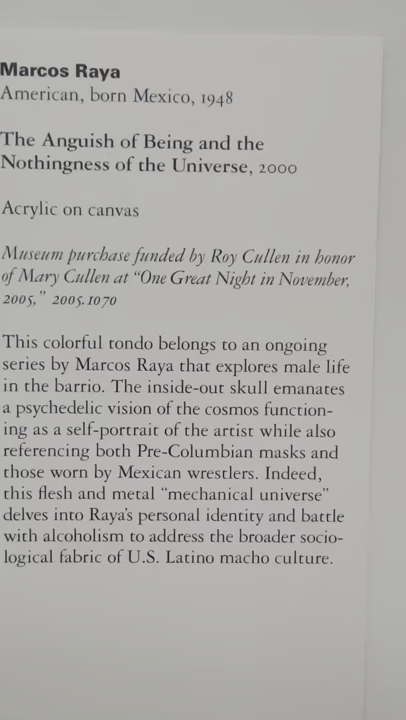 Marcos Raya
American, born Mexico, 1948
The Anguish of Being and the
Nothingness of the Universe, 2000
Acrylic on canvas
Museum purchase funded by Roy Cullen in honor
of Mary Cullen at “One Great Night in November,
2005,” 2005.1070
This colorful tondo belongs to an ongoing
series by Marcos Raya that explores male life
in the barrio. The inside-out skull emanates
a psychedelic vision of the cosmos function-
ing as a self-portrait of the artist while also
referencing both Pre-Columbian masks and
those worn by Mexican wrestlers. Indeed,
this flesh and metal “mechanical universe”
delves into Raya’s personal identity and battle
with alcoholism to address the broader socio-
logical fabric of U.S. Latino macho culture.